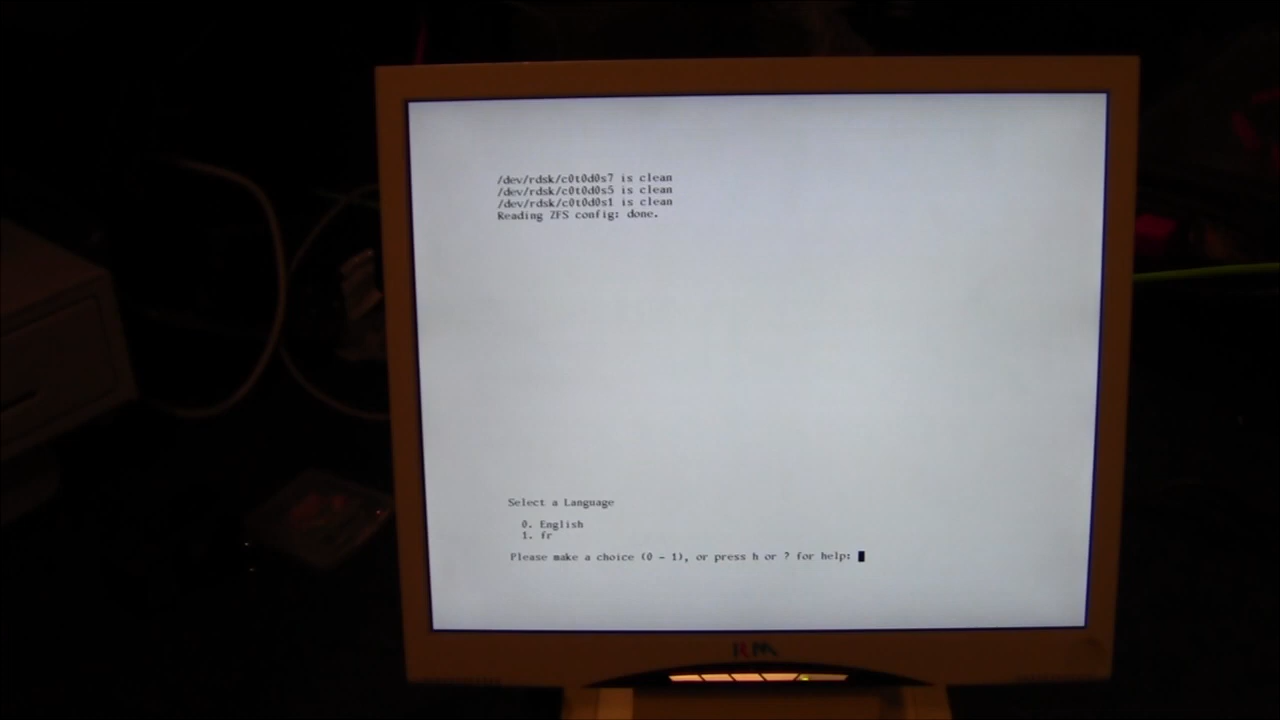 /dev/rdsk/c0t0d0s7 is clean
/dev/rdsk/c0t0d0s5 is clean
/dev/rdsk/c0t0d0s1 is clean
Reading ZFS config: done.
Select a Language
0. English
1. fr
Please make a choice (0 - 1), or press h or ? for help:
RM